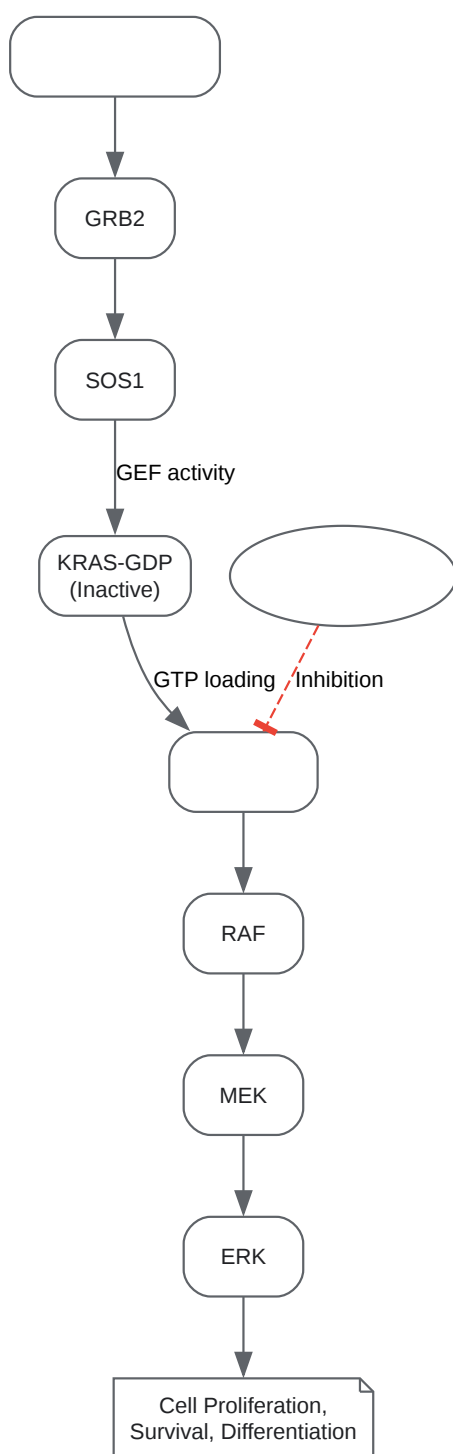 GRB2
SOS1
GEF activity
KRAS-GDP
(Inactive)
GTP loading
Inhibition
RAF
MEK
ERK
Cell Proliferation,
Survival, Differentiation